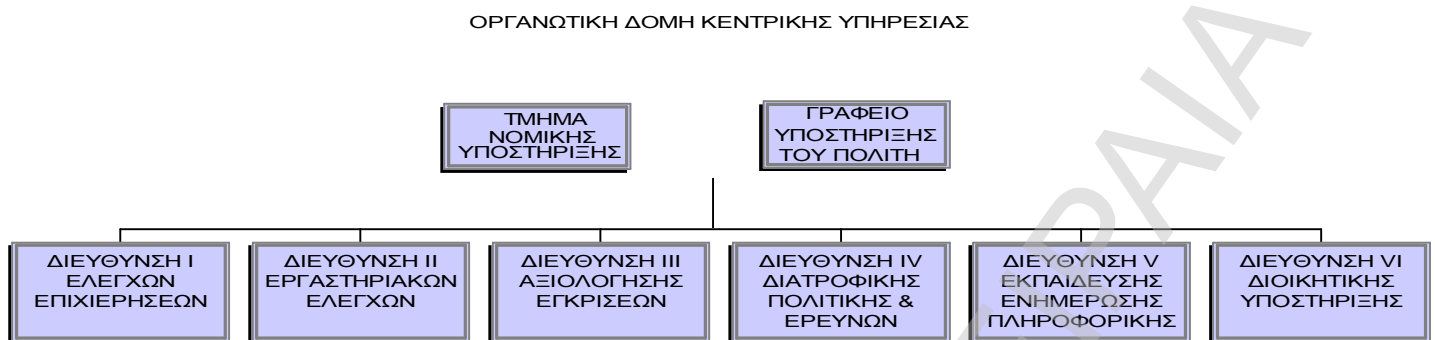 ΟΡΓΑΝΩΤΙΚΗ ΔΟΜΗ ΚΕΝΤΡΙΚΗΣ ΥΠΗΡΕΣΙΑΣ
ΤΜΗΜΑ
ΝΟΜΙΚΗΣ
ΥΠΟΣΤΗΡΙΞΗΣ
ΓΡΑΦΕΙΟ
ΥΠΟΣΤΗΡΙΞΗΣ
ΤΟΥ ΠΟΛΙΤΗ
ΔΙΕΥΘΥΝΣΗ Ι
ΕΛΕΓΧΩΝ
ΕΠΙΧΙΕΡΗΣΕΩΝ
ΔΙΕΥΘΥΝΣΗ ΙΙ
ΕΡΓΑΣΤΗΡΙΑΚΩΝ
ΕΛΕΓΧΩΝ
ΔΙΕΥΘΥΝΣΗ ΙΙΙ
ΑΞΙΟΛΟΓΗΣΗΣ
ΕΓΚΡΙΣΕΩΝ
ΔΙΕΥΘΥΝΣΗ IV
ΔΙΑΤΡΟΦΙΚΗΣ
ΠΟΛΙΤΙΚΗΣ &
ΕΡΕΥΝΩΝ
ΔΙΕΥΘΥΝΣΗ V
ΕΚΠΑΙΔΕΥΣΗΣ
ΕΝΗΜΕΡΩΣΗΣ
ΠΛΗΡΟΦΟΡΙΚΗΣ
ΔΙΕΥΘΥΝΣΗ VI
ΔΙΟΙΚΗΤΙΚΗΣ
ΥΠΟΣΤΗΡΙΞΗΣ